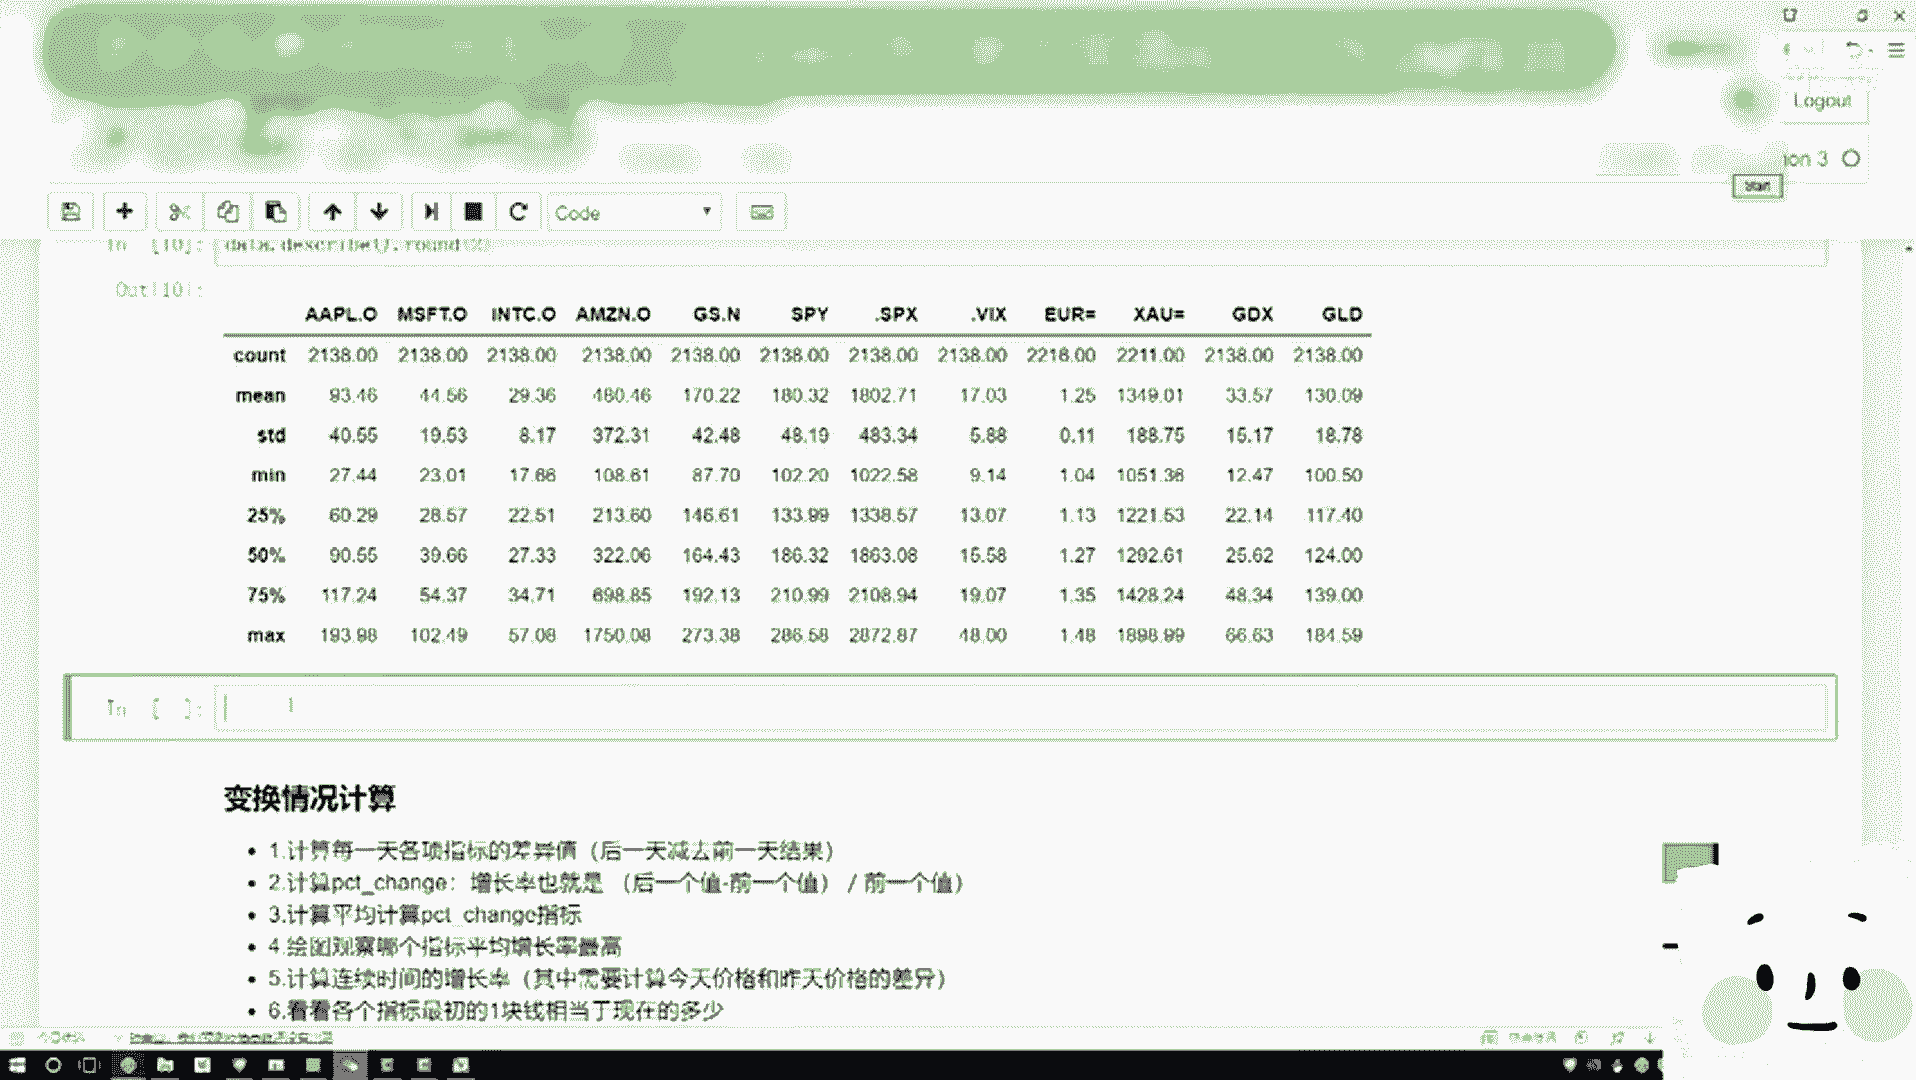 Logout
on 3
Start
Code
In [10]: data.describe().round(2)
Out[10]:
AAPL.O MSFT.O INTC.O AMZN.O GS.N SPY .SPX .VIX EUR= XAU= GDX GLD
count 2138.00 2138.00 2138.00 2138.00 2138.00 2138.00 2138.00 2138.00 2216.00 2211.00 2138.00 2138.00
mean 93.46 44.56 29.36 480.46 170.22 180.32 1802.71 17.03 1.25 1349.01 33.57 130.09
std 40.55 19.53 8.17 372.31 42.48 48.19 483.34 5.88 0.11 188.75 15.17 18.78
min 27.44 23.01 17.66 108.61 87.70 102.20 1022.58 9.14 1.04 1051.36 12.47 100.50
25% 60.29 28.57 22.51 213.60 146.61 133.99 1338.57 13.07 1.13 1221.53 22.14 117.40
50% 90.55 39.66 27.33 322.06 164.43 186.32 1863.08 15.58 1.27 1292.61 25.62 124.00
75% 117.24 54.37 34.71 698.85 192.13 210.99 2108.94 19.07 1.35 1428.24 48.34 139.00
max 193.98 102.49 57.08 1750.08 273.38 286.58 2872.87 48.00 1.48 1898.99 66.63 184.59
In [ ]:
变换情况计算
1.计算每一天各项指标的差异值（后一天减去前一天结果）
2.计算pct_change：增长率也就是 （后一个值-前一个值）/ 前一个值）
3.计算平均计算pct_change指标
4.绘图观察哪个指标平均增长率最高
5.计算连续时间的增长率（其中需要计算今天价格和昨天价格的差异）
6.看看各个指标最初的1块钱相当于现在的多少